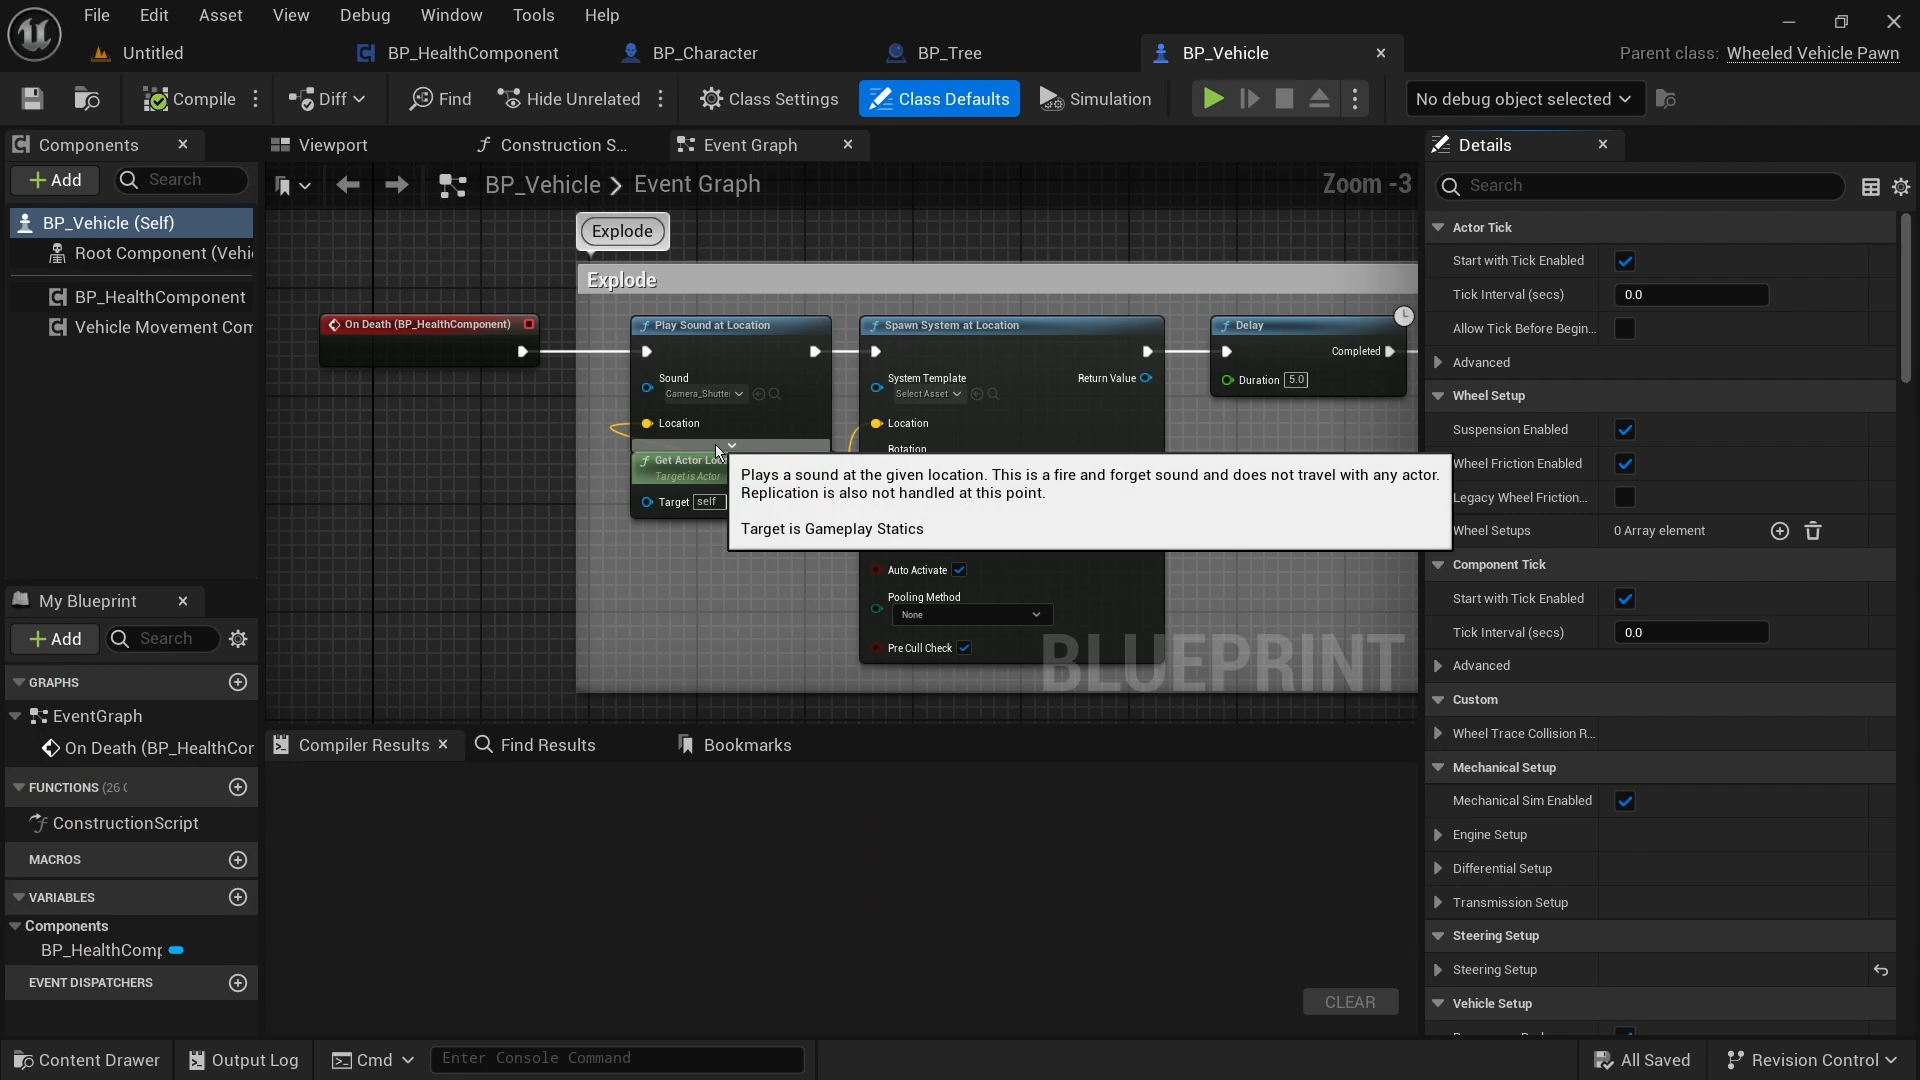 File Edit Asset View Debug Window Tools Help
Untitled BP_HealthComponent BP_Character BP_Tree BP_Vehicle Parent class: Wheeled Vehicle Pawn
Compile Diff Find Hide Unrelated Class Settings Class Defaults Simulation No debug object selected
Components
Add Search
BP_Vehicle (Self)
Root Component (Vehi
BP_HealthComponent
Vehicle Movement Com
My Blueprint
Add Search
GRAPHS
EventGraph
On Death (BP_HealthCor
FUNCTIONS (26
ConstructionScript
MACROS
VARIABLES
Components
BP_HealthComp
EVENT DISPATCHERS
Viewport Construction S... Event Graph
BP_Vehicle > Event Graph Zoom -3
Explode
Explode
On Death (BP_HealthComponent)
Play Sound at Location
Sound
Camera_Shutte
Location
Get Actor Loc
Target is Actor
Target self
Spawn System at Location
System Template Return Value
Select Asset
Location
Rotation
Auto Activate
Pooling Method
None
Pre Cull Check
Delay
Completed
Duration 5.0
Plays a sound at the given location. This is a fire and forget sound and does not travel with any actor.
Replication is also not handled at this point.
Target is Gameplay Statics
BLUEPRINT
Compiler Results Find Results Bookmarks
CLEAR
Details
Search
Actor Tick
Start with Tick Enabled
Tick Interval (secs) 0.0
Allow Tick Before Begin...
Advanced
Wheel Setup
Suspension Enabled
Wheel Friction Enabled
Legacy Wheel Friction...
Wheel Setups 0 Array element
Component Tick
Start with Tick Enabled
Tick Interval (secs) 0.0
Advanced
Custom
Wheel Trace Collision R...
Mechanical Setup
Mechanical Sim Enabled
Engine Setup
Differential Setup
Transmission Setup
Steering Setup
Steering Setup
Vehicle Setup
Content Drawer Output Log Cmd Enter Console Command All Saved Revision Control